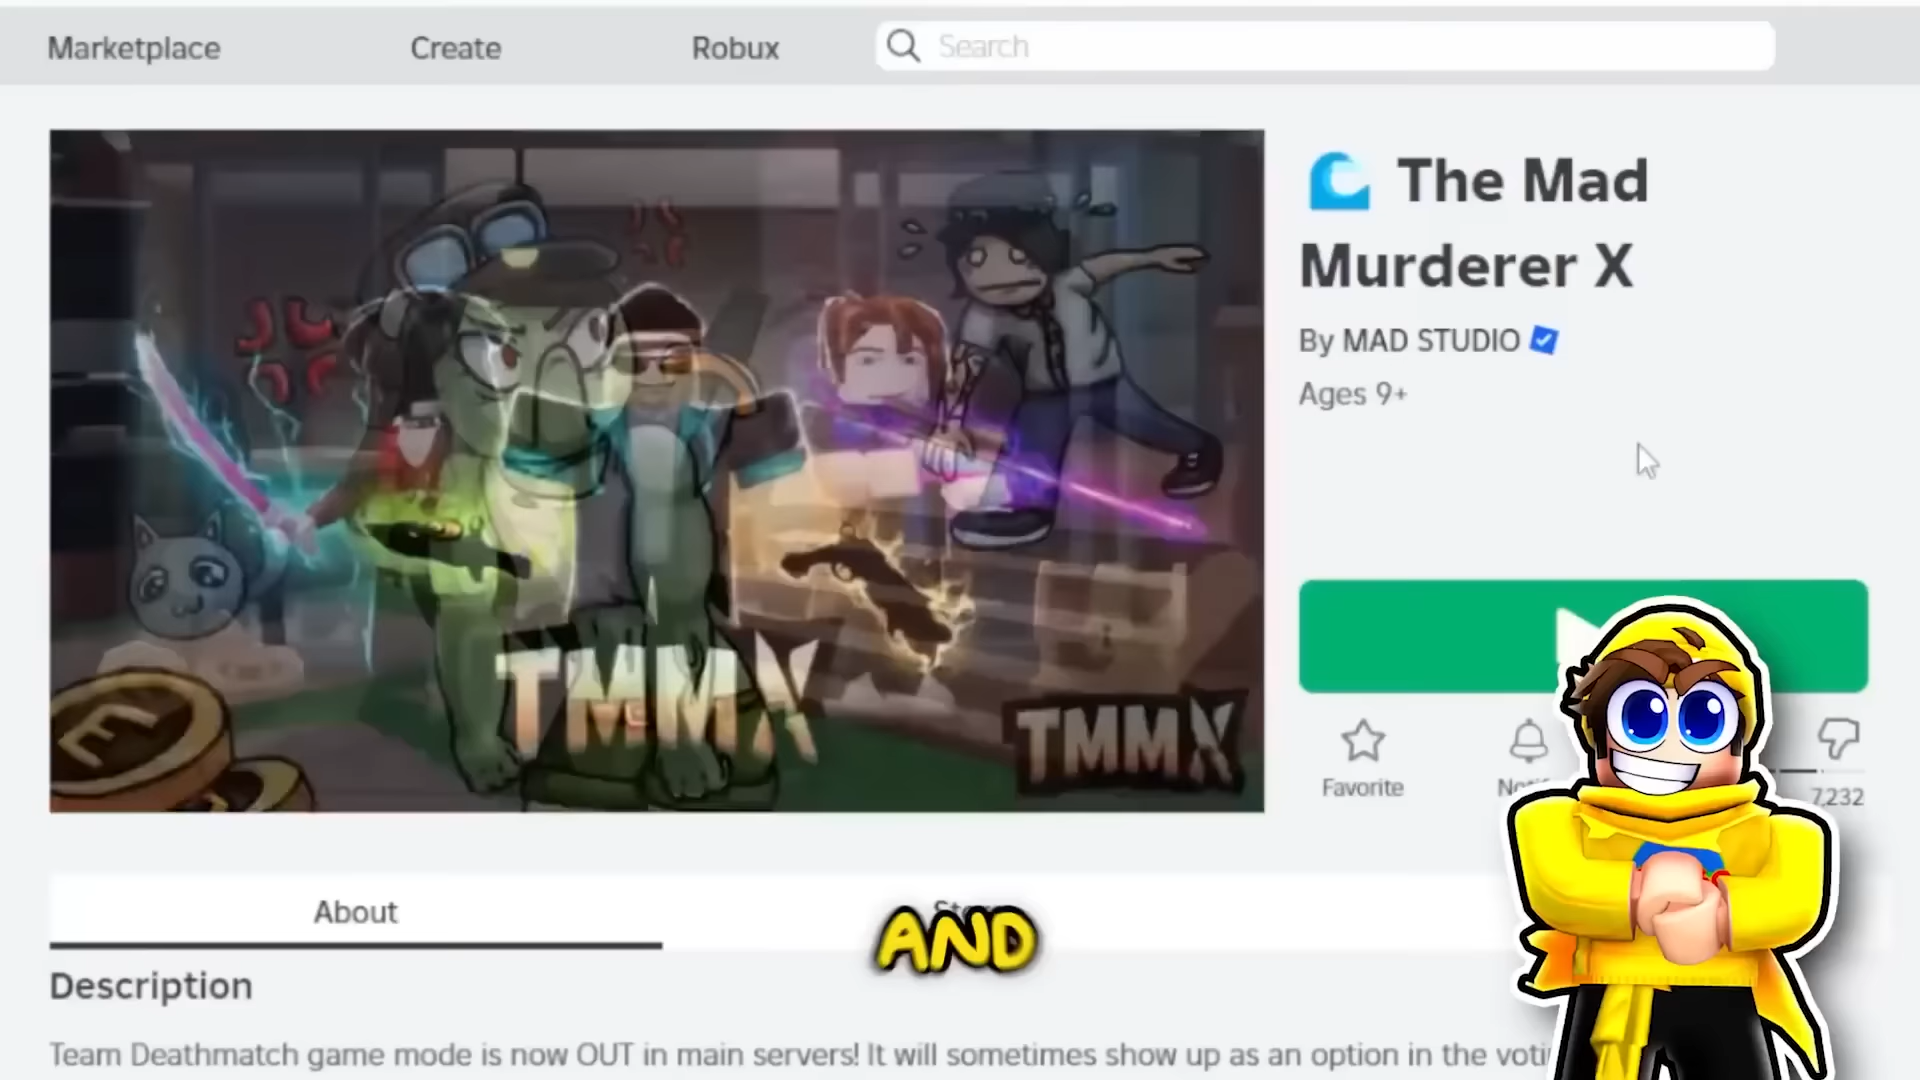 Marketplace
Create
Robux
Search
The Mad
Murderer X
By MAD STUDIO
Ages 9+
TMMX
TMMX
Favorite
7,232
About
AND
Description
Team Deathmatch game mode is now OUT in main servers! It will sometimes show up as an option in the